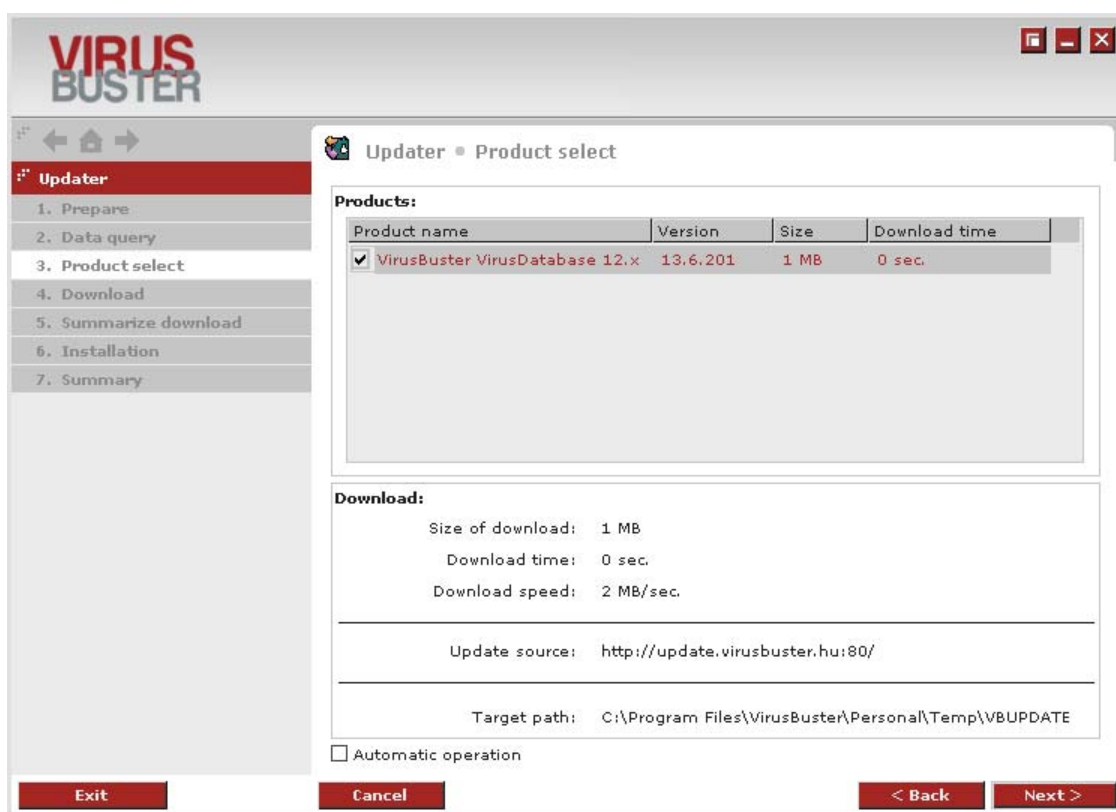 VIRUS
BUSTER
Updater • Product select
Updater
1. Prepare
2. Data query
3. Product select
4. Download
5. Summarize download
6. Installation
7. Summary
Products:
Product name Version Size Download time
VirusBuster VirusDatabase 12.x 13.6.201 1 MB 0 sec.
Download:
Size of download: 1 MB
Download time: 0 sec.
Download speed: 2 MB/sec.
Update source: http://update.virusbuster.hu:80/
Target path: C:\Program Files\VirusBuster\Personal\Temp\VBUPDATE
Automatic operation
Exit Cancel < Back Next >